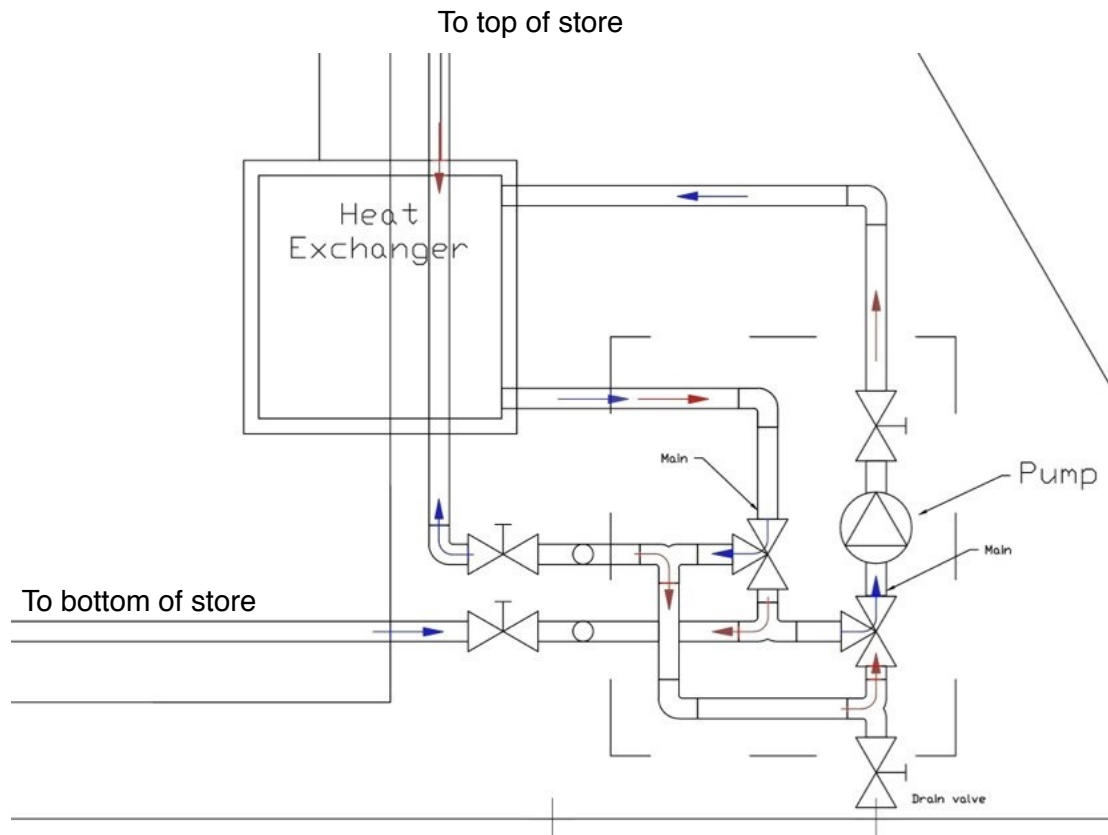 To top of store
Heat
Exchanger
Main
Pump
Main
To bottom of store
Drain valve